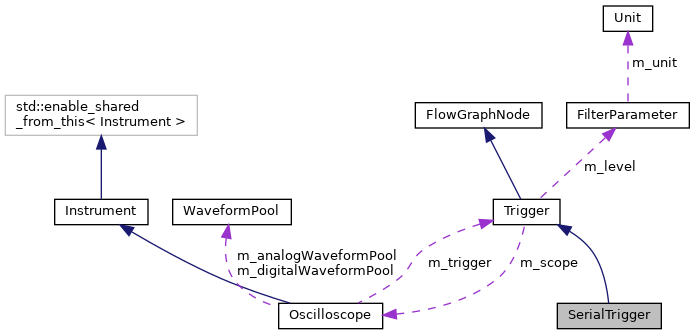 Unit
m_unit
std::enable_shared
_from_this< Instrument >
FlowGraphNode
FilterParameter
m_level
Instrument
WaveformPool
Trigger
m_analogWaveformPool
m_digitalWaveformPool
m_trigger
m_scope
Oscilloscope
SerialTrigger